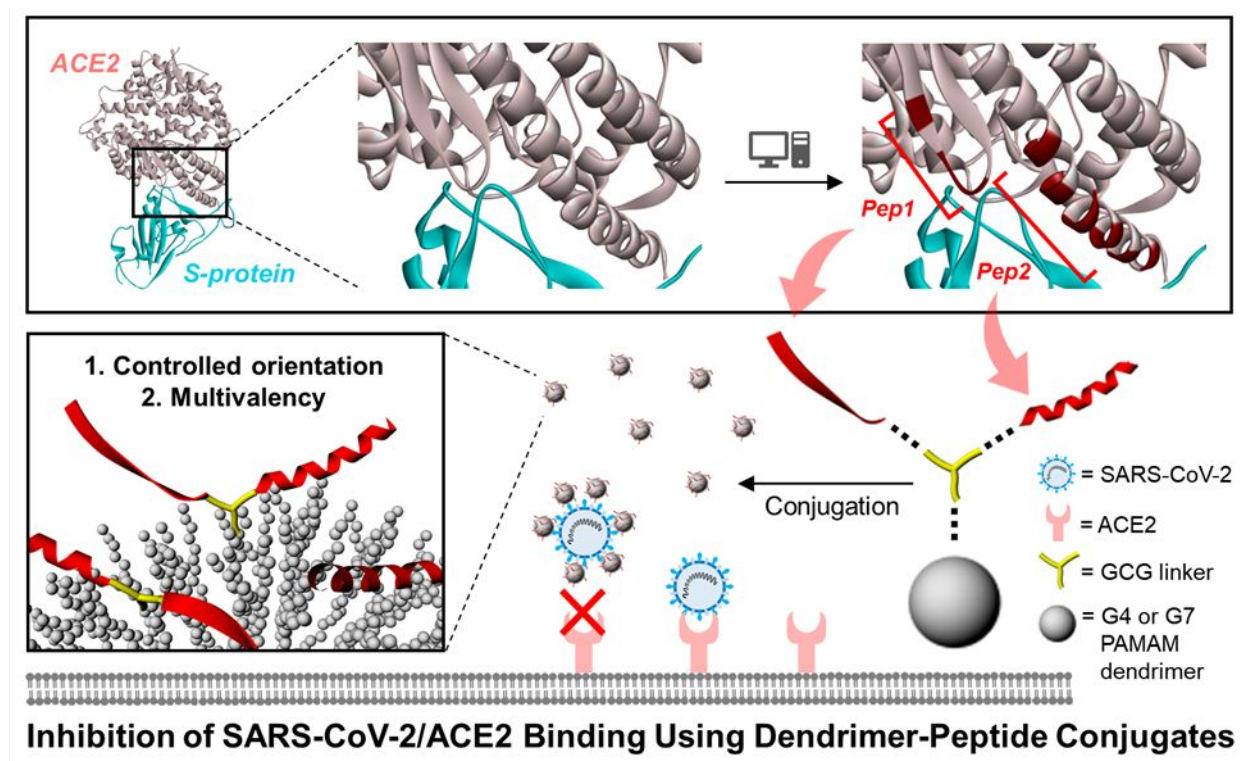 ACE2
S-protein
Pep1
Pep2
1. Controlled orientation
2. Multivalency
Conjugation
= SARS-CoV-2
= ACE2
= GCG linker
= G4 or G7
PAMAM
dendrimer
Inhibition of SARS-CoV-2/ACE2 Binding Using Dendrimer-Peptide Conjugates